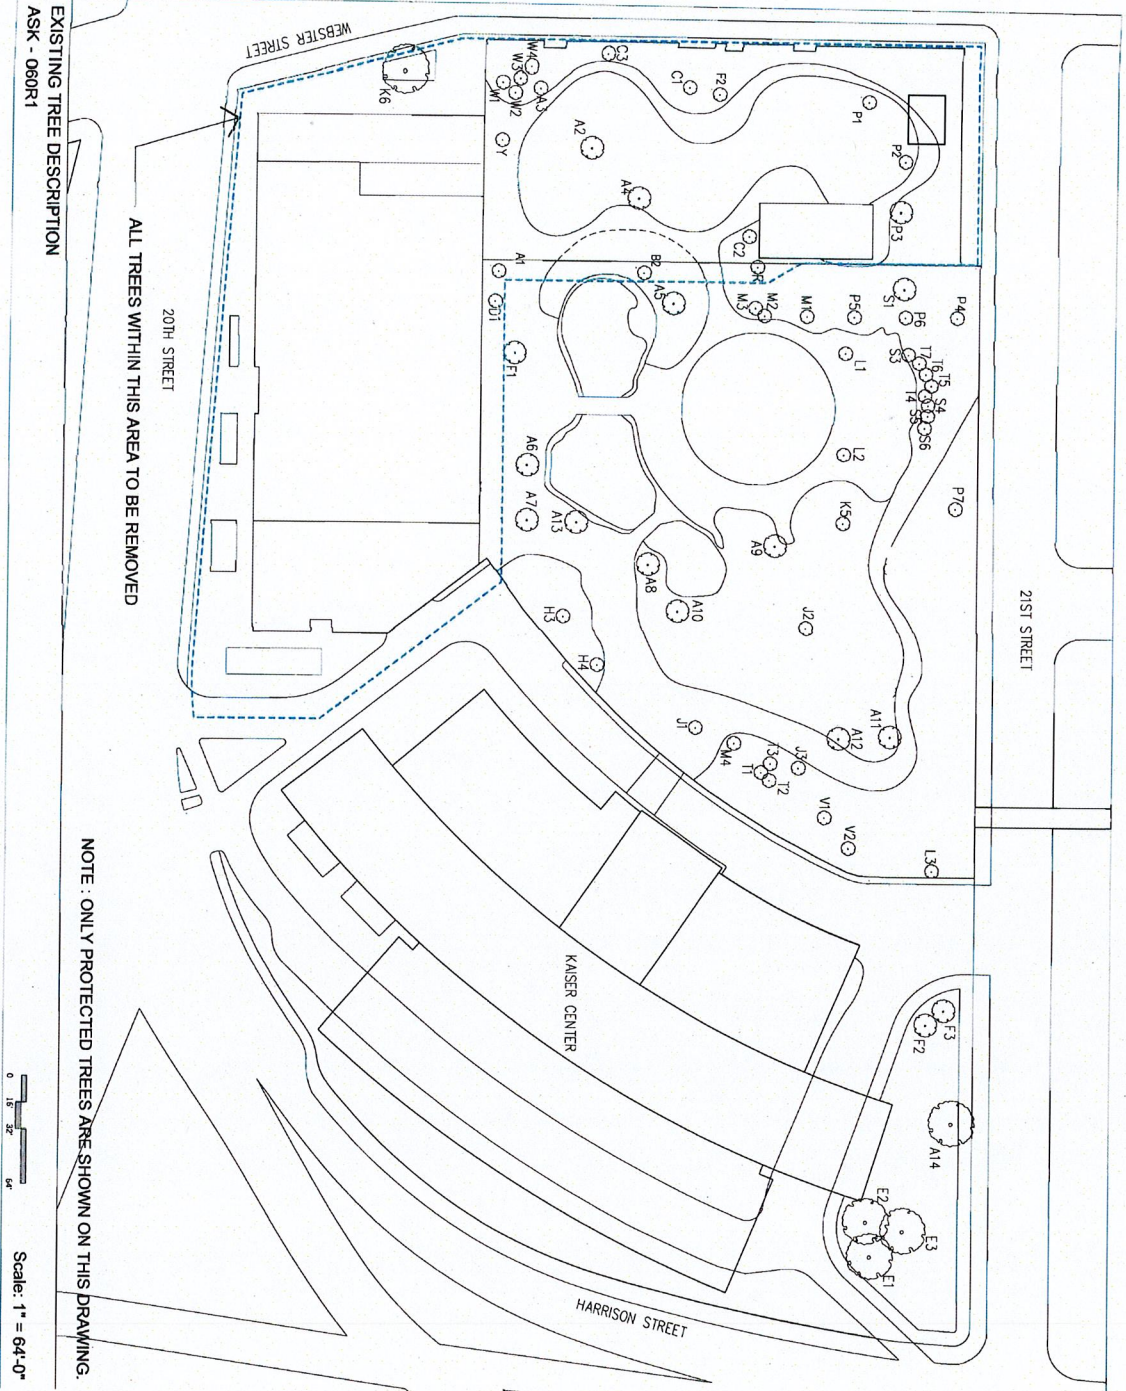 EXISTING TREE DESCRIPTION
ASK - 060R1
WEBSTER STREET
20TH STREET
21ST STREET
HARRISON STREET
KAISER CENTER
ALL TREES WITHIN THIS AREA TO BE REMOVED
NOTE : ONLY PROTECTED TREES ARE SHOWN ON THIS DRAWING.
0 16' 32' 64'
Scale: 1" = 64'-0"
K6
W4
W3
W1
W2
A3
Y
C3
C1
F2
A2
A4
P1
P2
P3
C2
R
A1
D1
B2
A5
F1
M3
M2
M1
P5
S1
P6
P4
L1
S3
T7
T6
T5
T4
S4
S5
S6
L2
K5
P7
A6
A7
A13
A9
A8
A10
J2
H3
H4
J1
M4
T3
T1
T2
J3
A12
A11
V1
V2
L3
F3
F2
A14
E2
E3
E1